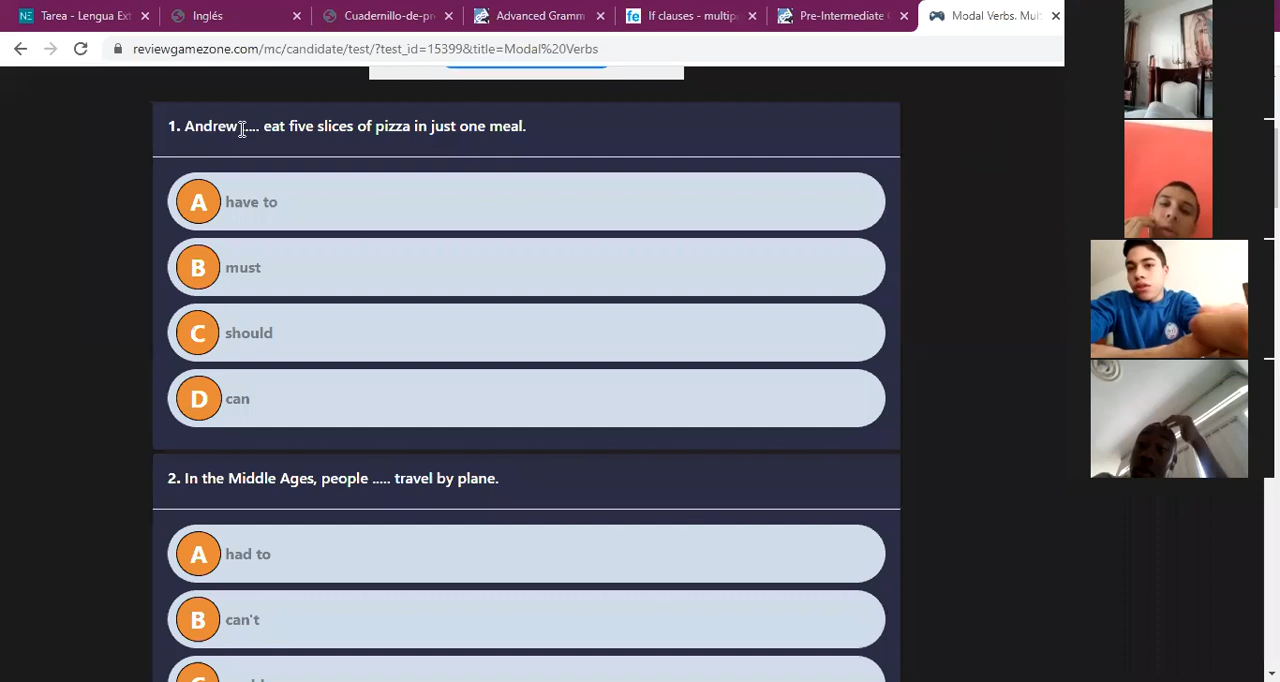 Tarea - Lengua Ex
Inglés
Cuadernillo-de-pr
Advanced Gramm
If clauses - multip
Pre-Intermediate
Modal Verbs. Mul
reviewgamezone.com/mc/candidate/test/?test_id=15399&title=Modal%20Verbs
1. Andrew ..... eat five slices of pizza in just one meal.
A have to
B must
C should
D can
2. In the Middle Ages, people ..... travel by plane.
A had to
B can't